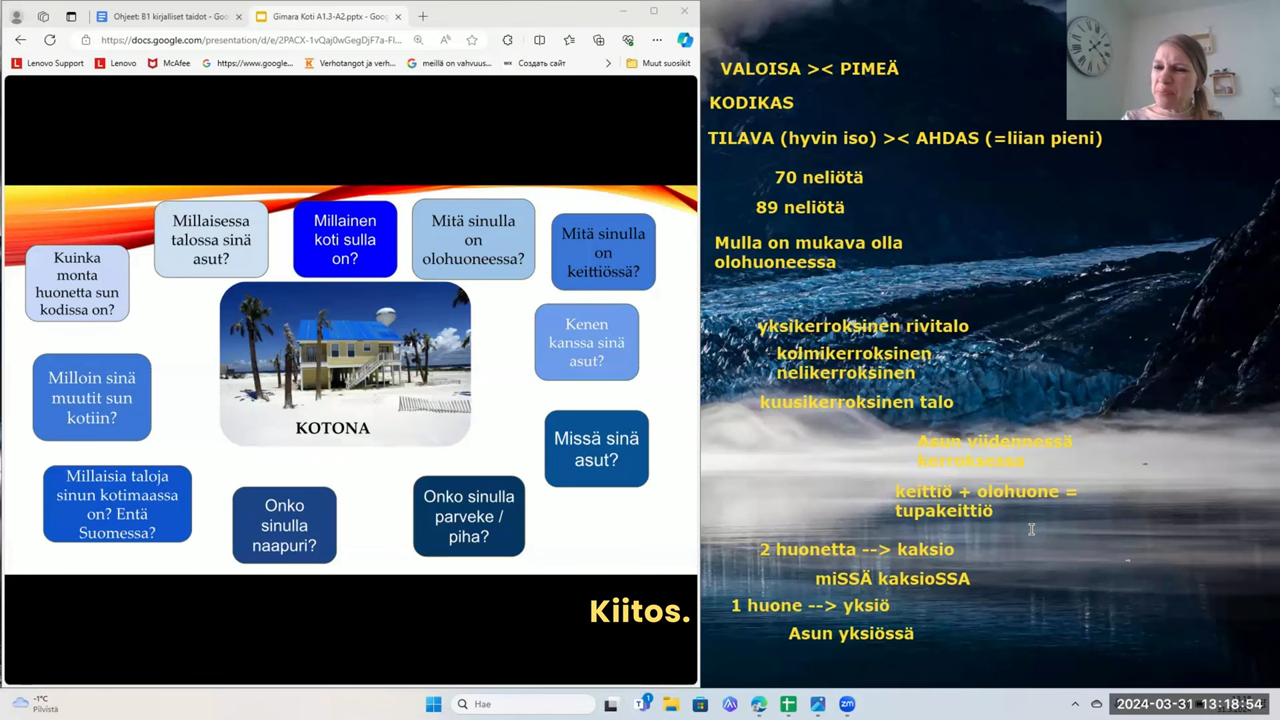 Ohjeet: B1 kirjalliset taidot - Goo
Gimara Koti A1.3-A2.pptx - Goog
https://docs.google.com/presentation/d/e/2PACX-1vQaj0wGegDjF7a-Fi...
Lenovo Support
Lenovo
McAfee
https://www.google...
Verhotangot ja verh...
meillä on vahvuus...
Создать сайт
Muut suosikit
Millaisessa
talossa sinä
asut?
Millainen
koti sulla
on?
Mitä sinulla
on
olohuoneessa?
Mitä sinulla
on
keittiössä?
Kuinka
monta
huonetta sun
kodissa on?
Kenen
kanssa sinä
asut?
Milloin sinä
muutit sun
kotiin?
KOTONA
Missä sinä
asut?
Millaisia taloja
sinun kotimaassa
on? Entä
Suomessa?
Onko
sinulla
naapuri?
Onko sinulla
parveke /
piha?
Kiitos.
VALOISA >< PIMEÄ
KODIKAS
TILAVA (hyvin iso) >< AHDAS (=liian pieni)
70 neliötä
89 neliötä
Mulla on mukava olla
olohuoneessa
yksikerroksinen rivitalo
kolmikerroksinen
nelikerroksinen
kuusikerroksinen talo
Asun viidennessä
kerroksessa
keittiö + olohuone =
tupakeittiö
2 huonetta --> kaksio
miSSÄ kaksioSSA
1 huone --> yksiö
Asun yksiössä
-1°C
Pilvistä
Hae
2024-03-31 13:18:54